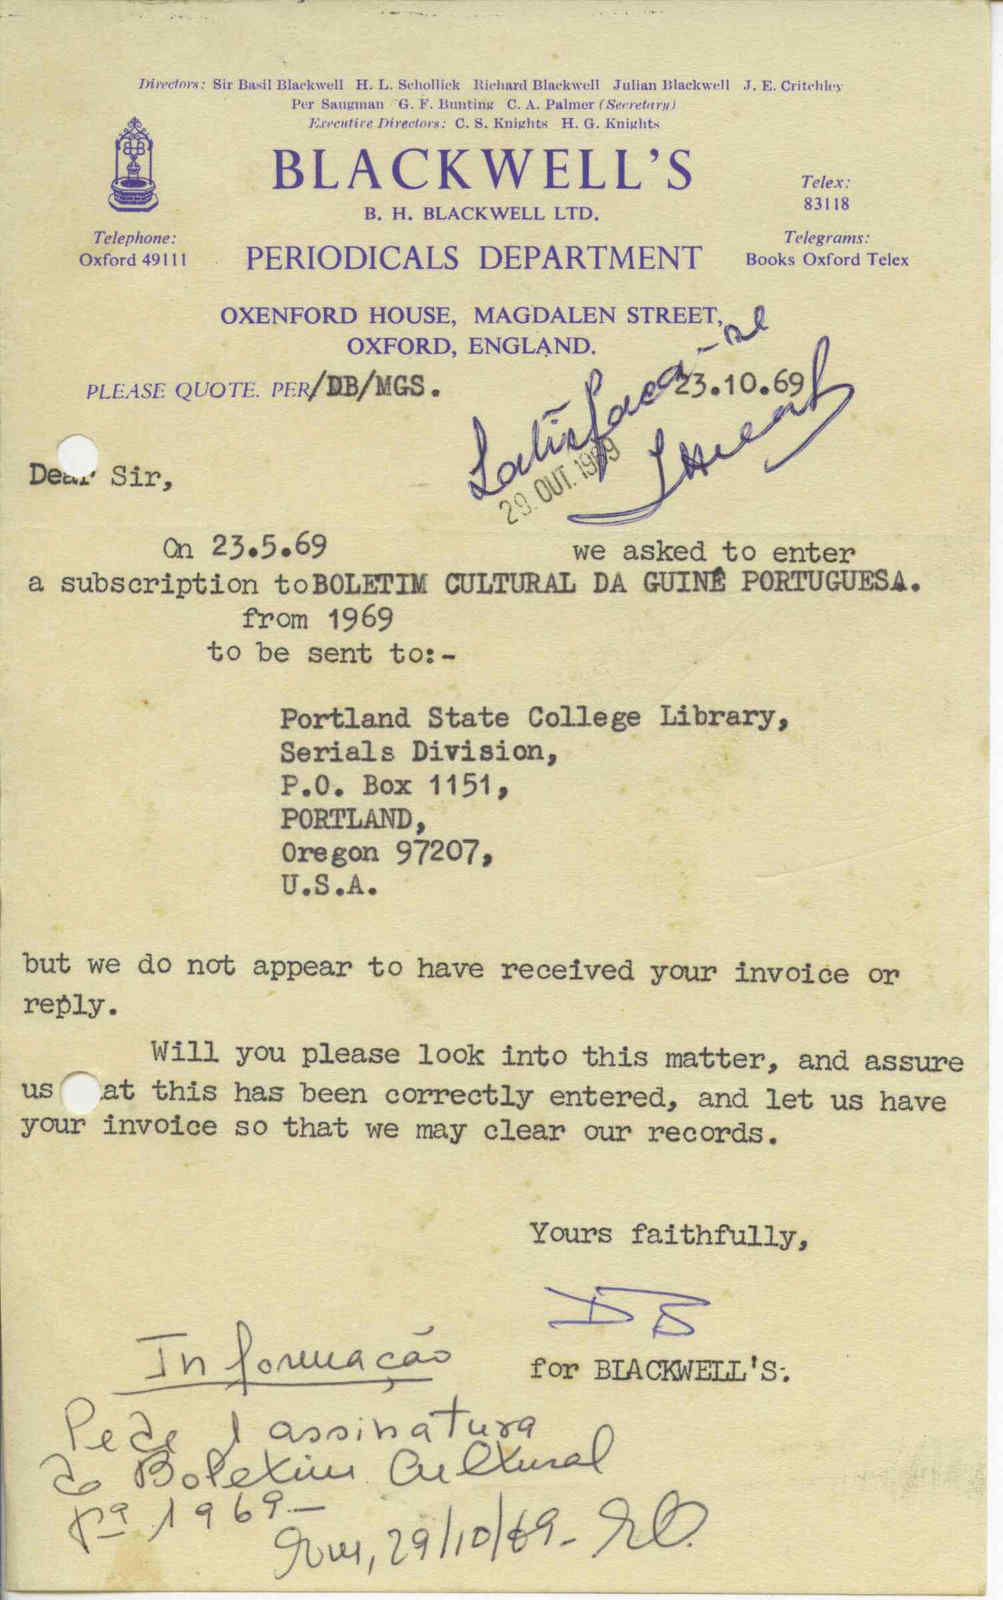 Directors: Sir Basil Blackwell H. L. Schollick Richard Blackwell Julian Blackwell J. E. Critchley
Per Saugman G. F. Bunting C. A. Palmer (Secretary)
Executive Directors: C. S. Knights H. G. Knights
BLACKWELL'S
B. H. BLACKWELL LTD.
PERIODICALS DEPARTMENT
Telephone:
Oxford 49111
Telex:
83118
Telegrams:
Books Oxford Telex
OXENFORD HOUSE, MAGDALEN STREET,
OXFORD, ENGLAND.
PLEASE QUOTE. PER/DB/MGS.
23.10.69
Satisfaça-se
29. OUT. 1969
Dear Sir,
On 23.5.69 we asked to enter
a subscription to BOLETIM CULTURAL DA GUINÉ PORTUGUESA.
from 1969
to be sent to:-
Portland State College Library,
Serials Division,
P.O. Box 1151,
PORTLAND,
Oregon 97207,
U.S.A.
but we do not appear to have received your invoice or
reply.
Will you please look into this matter, and assure
us at this has been correctly entered, and let us have
your invoice so that we may clear our records.
Yours faithfully,
DB
for BLACKWELL'S.
Informação
Pede 1 assinatura
do Boletim Cultural
pª 1969-
29/10/69-